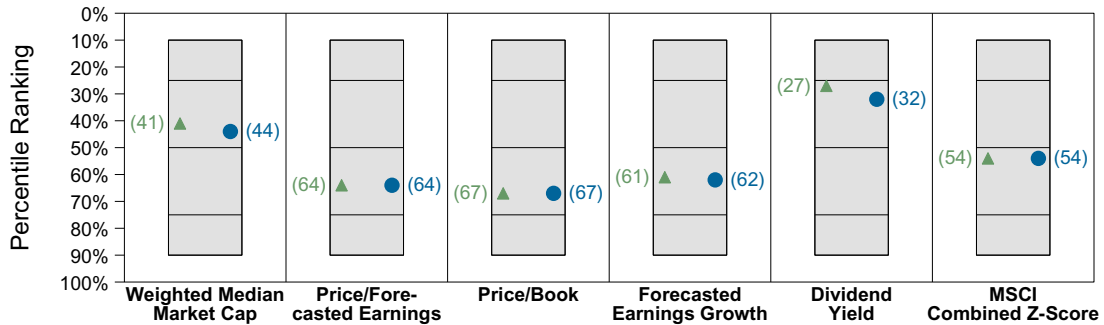 Percentile Ranking
0%
10%
20%
30%
40%
50%
60%
70%
80%
90%
100%
(41) (44)
(64) (64)
(67) (67)
(61) (62)
(27) (32)
(54) (54)
Weighted Median
Market Cap
Price/Fore-
casted Earnings
Price/Book
Forecasted
Earnings Growth
Dividend
Yield
MSCI
Combined Z-Score